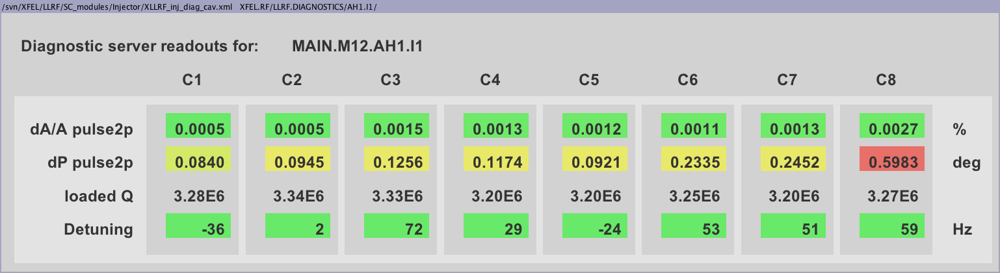 /svn/XFEL/LLRF/SC_modules/Injector/XLLRF_inj_diag_cav.xml XFEL.RF/LLRF.DIAGNOSTICS/AH1.I1/
Diagnostic server readouts for: MAIN.M12.AH1.I1
C1 C2 C3 C4 C5 C6 C7 C8
dA/A pulse2p 0.0005 0.0005 0.0015 0.0013 0.0012 0.0011 0.0013 0.0027 %
dP pulse2p 0.0840 0.0945 0.1256 0.1174 0.0921 0.2335 0.2452 0.5983 deg
loaded Q 3.28E6 3.34E6 3.33E6 3.20E6 3.20E6 3.25E6 3.20E6 3.27E6
Detuning -36 2 72 29 -24 53 51 59 Hz